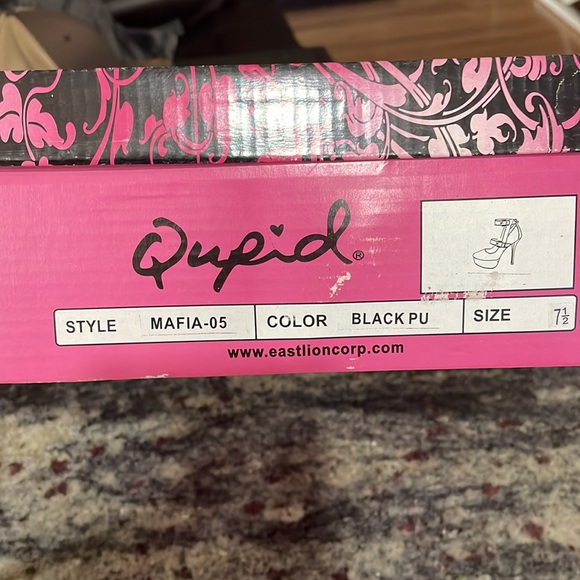 Qupid®
STYLE MAFIA-05 COLOR BLACK PU SIZE 7½
www.eastlioncorp.com